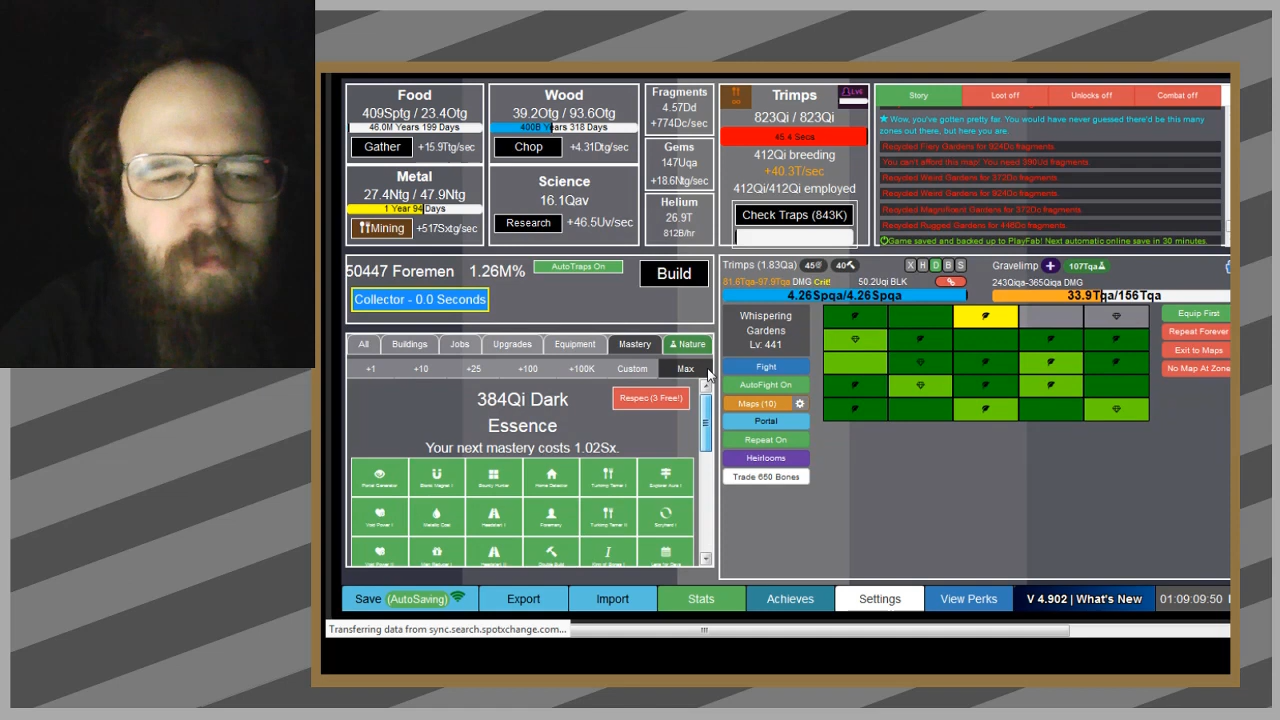 Food
409Sptg / 23.4Otg
46.0M Years 199 Days
Gather
+15.9Ttg/sec
Wood
39.2Otg / 93.6Otg
400B Years 318 Days
Chop
+4.31Dtg/sec
Metal
27.4Ntg / 47.9Ntg
1 Year 94 Days
Mining
+517Sxtg/sec
Science
16.1Qav
Research
+46.5Uv/sec
Fragments
4.57Dd
+774Dc/sec
Gems
147Uqa
+18.6Ntg/sec
Helium
26.9T
812B/hr
Trimps
823Qi / 823Qi
45.4 Secs
412Qi breeding
+40.3T/sec
412Qi/412Qi employed
Check Traps (843K)
Story
Loot off
Unlocks off
Combat off
Wow, you've gotten pretty far. You would have never guessed there'd be this many
zones out there, but here you are.
Recycled Fiery Gardens for 924Dc fragments.
You can't afford this map! You need 390Ud fragments.
Recycled Weird Gardens for 372Dc fragments.
Recycled Weird Gardens for 924Dc fragments.
Recycled Magnificent Gardens for 372Dc fragments.
Recycled Rugged Gardens for 446Dc fragments.
Game saved and backed up to PlayFab! Next automatic online save in 30 minutes.
50447 Foremen
1.26M%
AutoTraps On
Build
Collector - 0.0 Seconds
Trimps (1.83Qa)
45
40
X H D B S
81.6Tqa-97.9Tqa DMG Crit!
50.2Uqi BLK
4.26Spqa/4.26Spqa
Gravelimp
107Tqa
243Qiqa-365Qiqa DMG
33.9Tqa/156Tqa
All
Buildings
Jobs
Upgrades
Equipment
Mastery
Nature
+1
+10
+25
+100
+100K
Custom
Max
384Qi Dark
Essence
Respec (3 Free!)
Your next mastery costs 1.02Sx.
Whispering
Gardens
Lv: 441
Fight
AutoFight On
Maps (10)
Portal
Repeat On
Heirlooms
Trade 650 Bones
Equip First
Repeat Forever
Exit to Maps
No Map At Zone
Save (AutoSaving)
Export
Import
Stats
Achieves
Settings
View Perks
V 4.902 | What's New
01:09:09:50
Transferring data from sync.search.spotxchange.com...